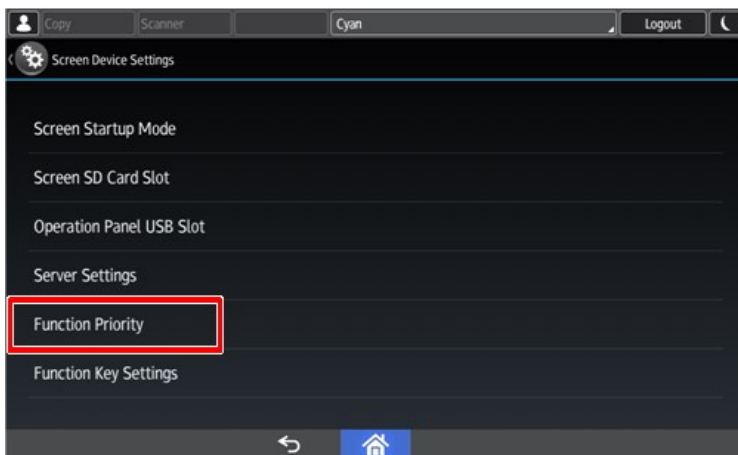 Copy Scanner Cyan Logout
Screen Device Settings
Screen Startup Mode
Screen SD Card Slot
Operation Panel USB Slot
Server Settings
Function Priority
Function Key Settings